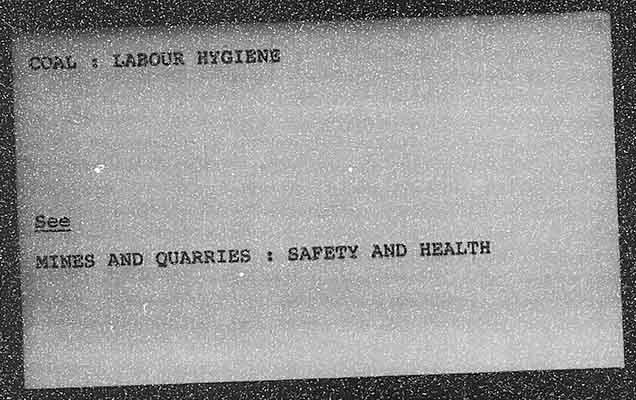 COAL : LABOUR HYGIENE
See
MINES AND QUARRIES : SAFETY AND HEALTH